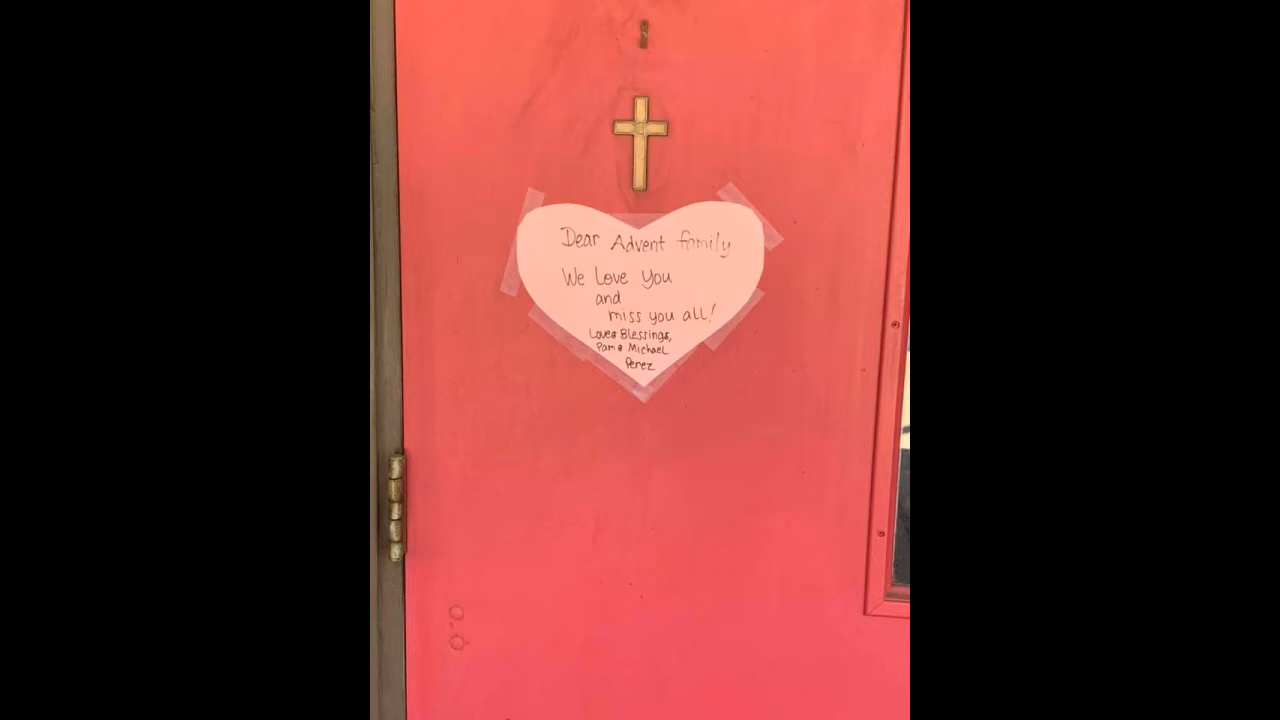 Dear Advent family
We Love You
and
miss you all!
Love & Blessings,
Pam & Michael
Perez